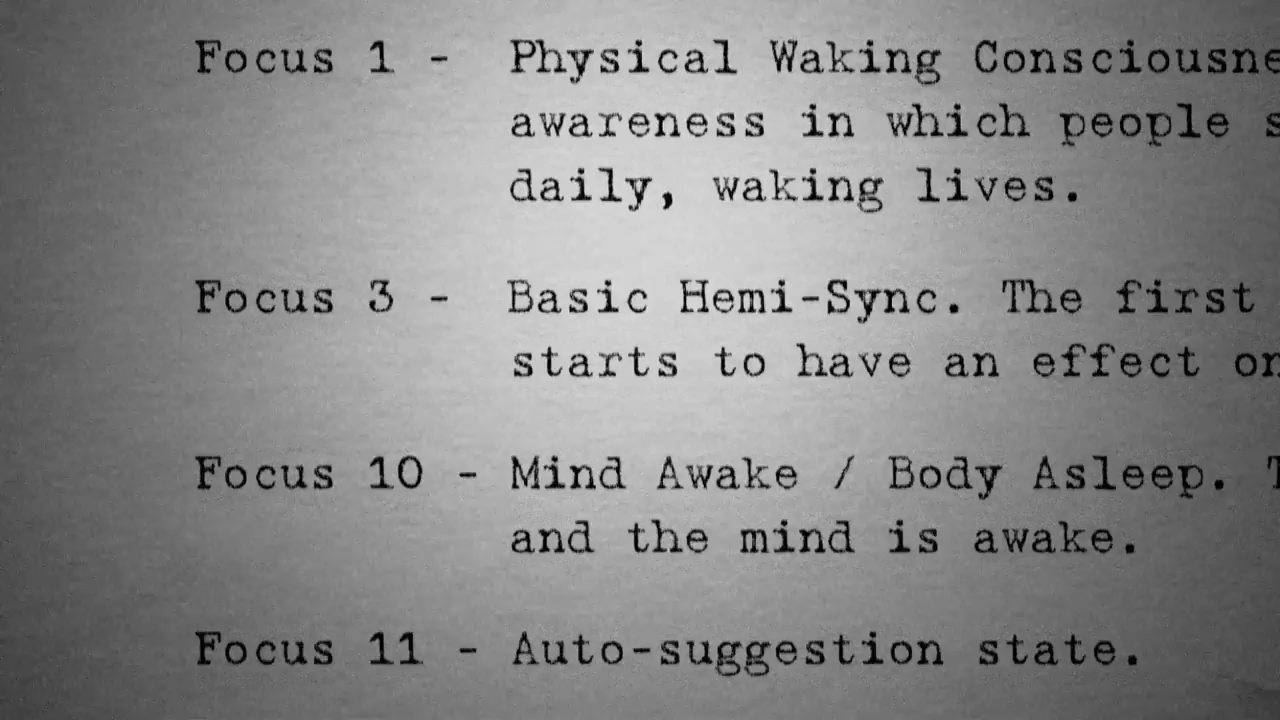 Focus 1 - Physical Waking
awareness in which people
daily, waking lives.
Focus 3 - Basic Hemi-Sync. The first
starts to have an effect
Focus 10 - Mind Awake / Body Asleep.
and the mind is awake.
Focus 11 - Auto-suggestion state.